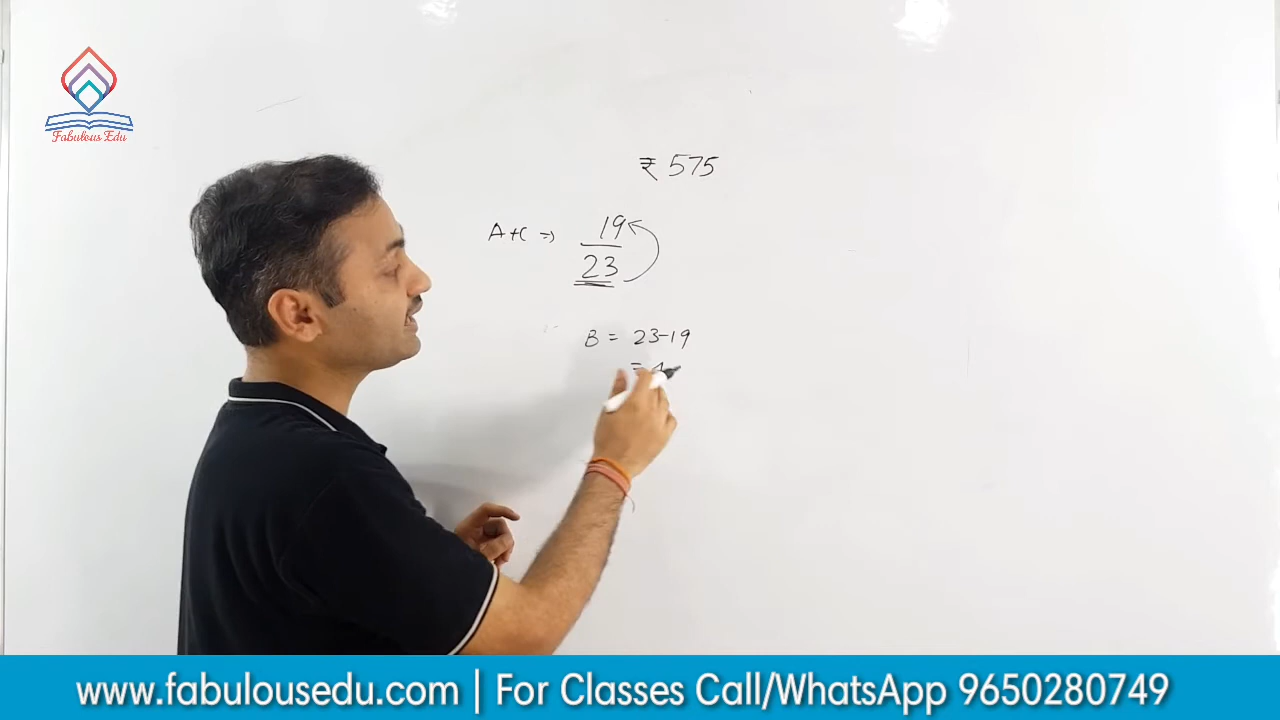 Fabulous Edu
₹ 575
A+C ⇒ 19
23
B = 23-19
= 4
www.fabulousedu.com | For Classes Call/WhatsApp 9650280749